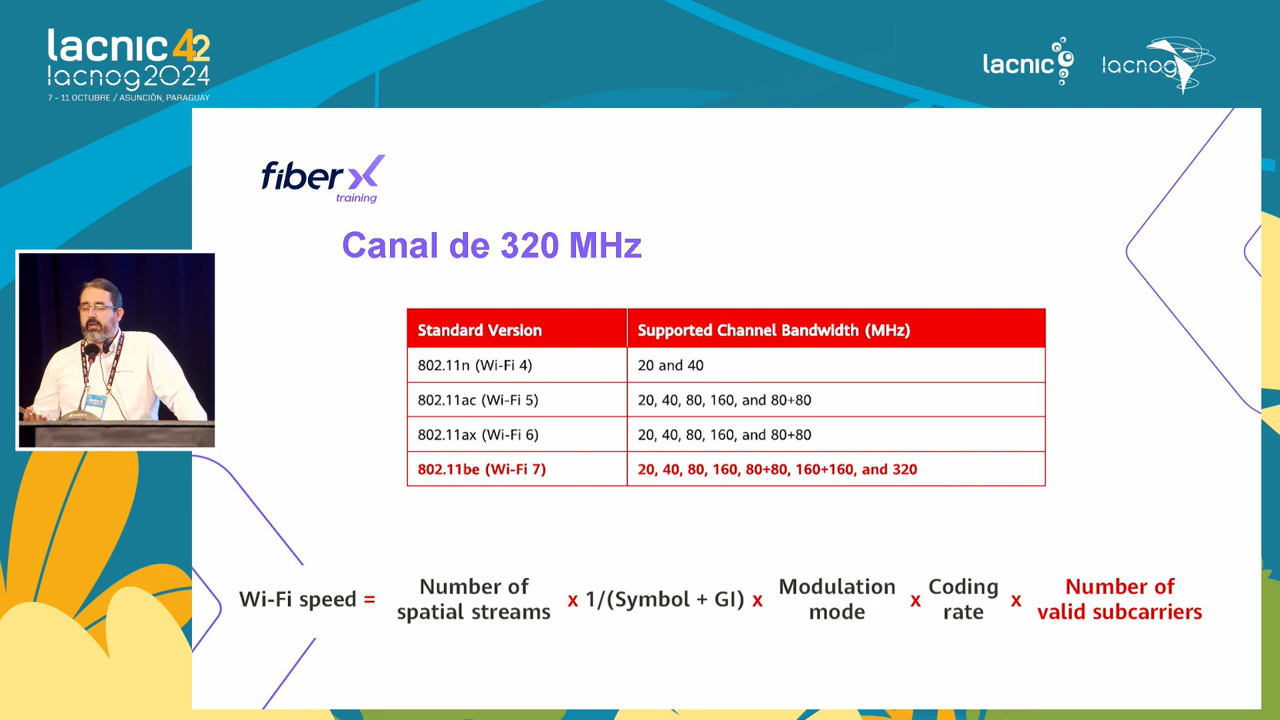 lacnic 42
lacnog2024
7 - 11 OCTUBRE / ASUNCIÓN, PARAGUAY
lacnic
lacnog
fiber x
training
Canal de 320 MHz
Standard Version Supported Channel Bandwidth (MHz)
802.11n (Wi-Fi 4) 20 and 40
802.11ac (Wi-Fi 5) 20, 40, 80, 160, and 80+80
802.11ax (Wi-Fi 6) 20, 40, 80, 160, and 80+80
802.11be (Wi-Fi 7) 20, 40, 80, 160, 80+80, 160+160, and 320
Wi-Fi speed = Number of spatial streams x 1/(Symbol + GI) x Modulation mode x Coding rate x Number of valid subcarriers